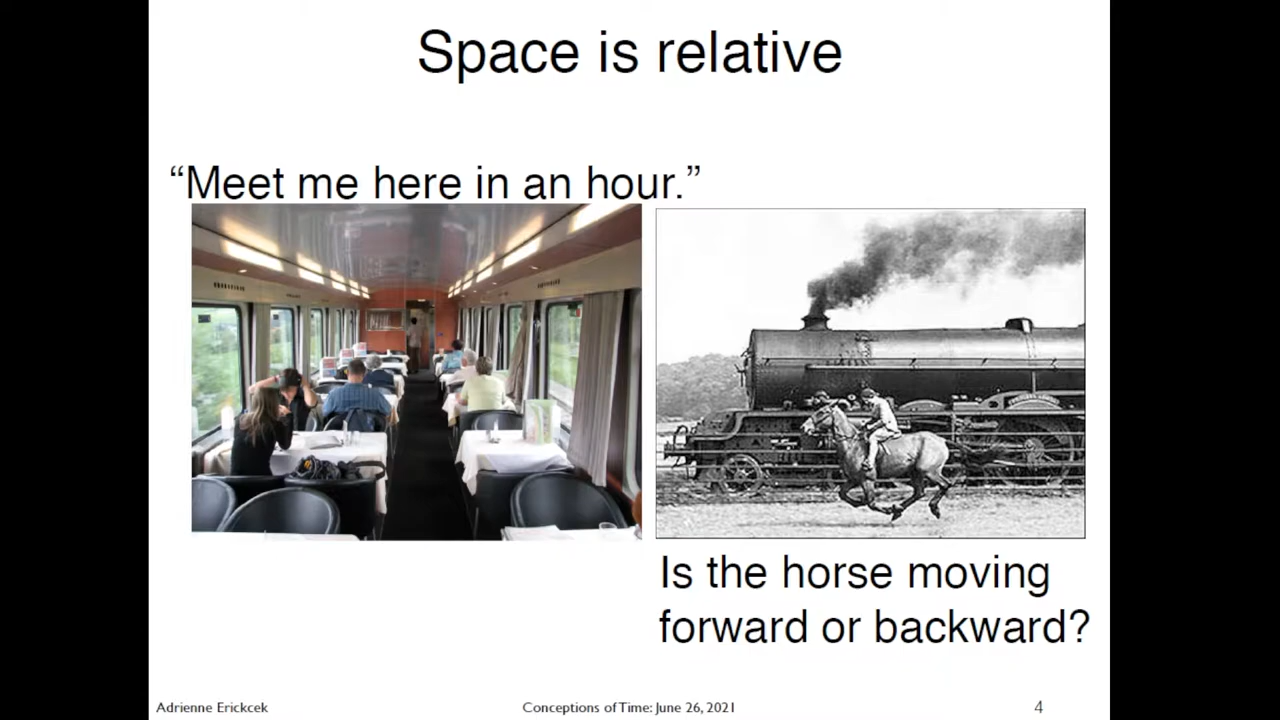 Space is relative
“Meet me here in an hour.”
Is the horse moving
forward or backward?
Adrienne Erickcek
Conceptions of Time: June 26, 2021
4